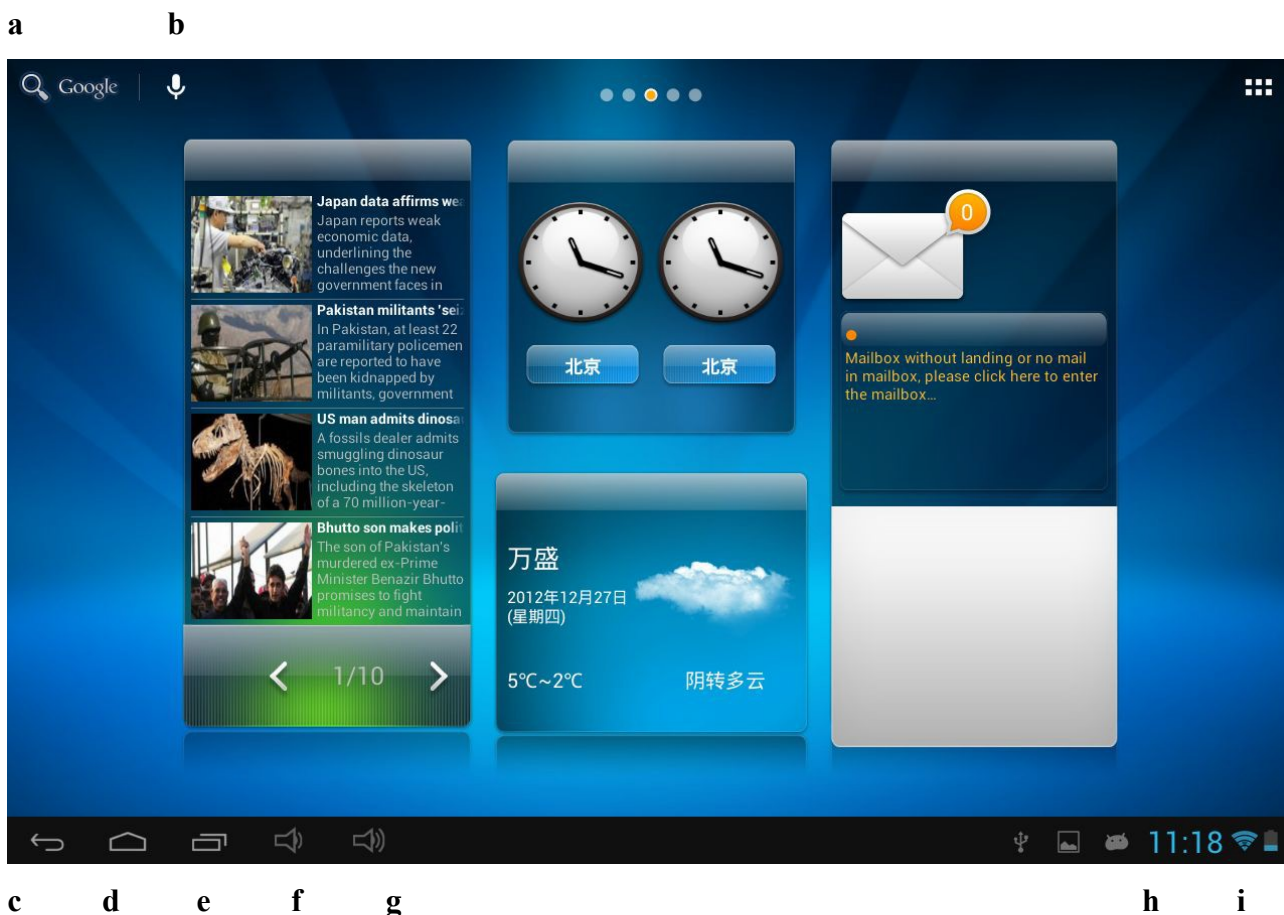 a b
Google
Japan data affirms wea
Japan reports weak
economic data,
underlining the
challenges the new
government faces in
Pakistan militants 'seiz
In Pakistan, at least 22
paramilitary policemen
are reported to have
been kidnapped by
militants, government
US man admits dinosau
A fossils dealer admits
smuggling dinosaur
bones into the US,
including the skeleton
of a 70 million-year-
Bhutto son makes polit
The son of Pakistan's
murdered ex-Prime
Minister Benazir Bhutto
promises to fight
militancy and maintain
1/10
北京 北京
万盛
2012年12月27日
(星期四)
5℃~2℃ 阴转多云
0
Mailbox without landing or no mail
in mailbox, please click here to enter
the mailbox...
11:18
c d e f g h i